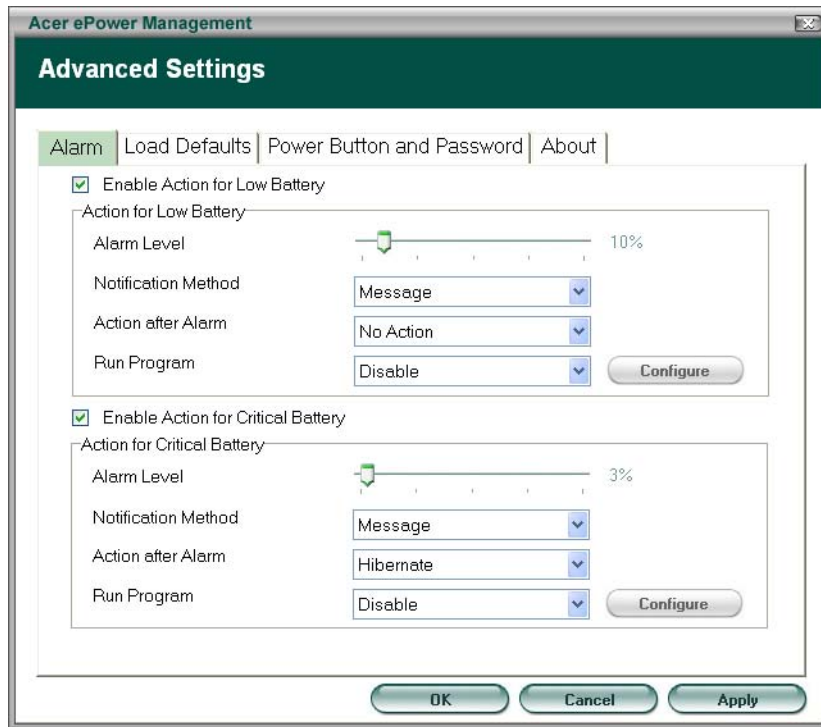 Acer ePower Management
Advanced Settings
Alarm Load Defaults Power Button and Password About
Enable Action for Low Battery
Action for Low Battery
Alarm Level 10%
Notification Method Message
Action after Alarm No Action
Run Program Disable Configure
Enable Action for Critical Battery
Action for Critical Battery
Alarm Level 3%
Notification Method Message
Action after Alarm Hibernate
Run Program Disable Configure
OK Cancel Apply